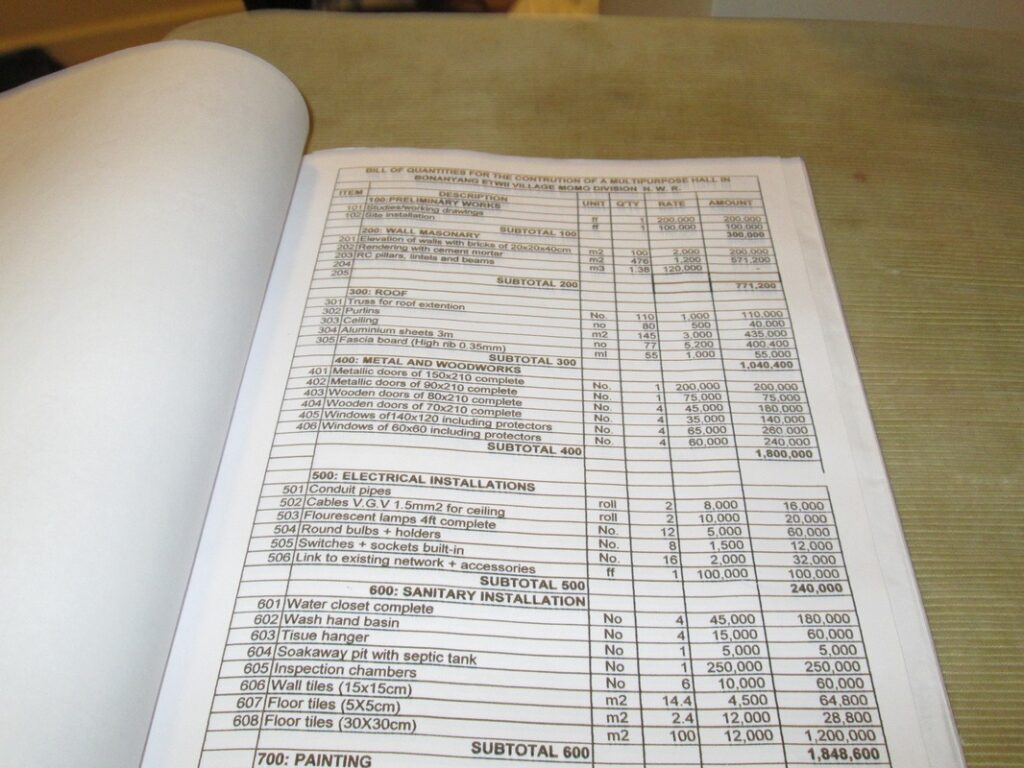 BILL OF QUANTITIES FOR THE CONTRUTION OF A MULTIPURPOSE HALL IN
BONANYANG ETWII VILLAGE MOMO DIVISION N. W. R.
ITEM DESCRIPTION UNIT Q'TY RATE AMOUNT
100:PRELIMINARY WORKS
101 Studies/working drawings ff 1 200,000 200,000
102 Site installation ff 1 100,000 100,000
SUBTOTAL 100 300,000
200: WALL MASONARY
201 Elevation of walls with bricks of 20x20x40cm m2 100 2,000 200,000
202 Rendering with cement mortar m2 476 1,200 571,200
203 RC pillars, lintels and beams m3 1.38 120,000 -
204
205
SUBTOTAL 200 771,200
300: ROOF
301 Truss for roof extention No. 110 1,000 110,000
302 Purlins no 80 500 40,000
303 Ceiling m2 145 3,000 435,000
304 Aluminium sheets 3m no 77 5,200 400,400
305 Fascia board (High rib 0.35mm) ml 55 1,000 55,000
SUBTOTAL 300 1,040,400
400: METAL AND WOODWORKS
401 Metallic doors of 150x210 complete No. 1 200,000 200,000
402 Metallic doors of 90x210 complete No. 1 75,000 75,000
403 Wooden doors of 80x210 complete No. 4 45,000 180,000
404 Wooden doors of 70x210 complete No. 4 35,000 140,000
405 Windows of140x120 including protectors No. 4 65,000 260,000
406 Windows of 60x60 including protectors No. 4 60,000 240,000
SUBTOTAL 400 1,800,000
500: ELECTRICAL INSTALLATIONS
501 Conduit pipes roll 2 8,000 16,000
502 Cables V.G.V 1.5mm2 for ceiling roll 2 10,000 20,000
503 Flourescent lamps 4ft complete No. 12 5,000 60,000
504 Round bulbs + holders No. 8 1,500 12,000
505 Switches + sockets built-in No. 16 2,000 32,000
506 Link to existing network + accessories ff 1 100,000 100,000
SUBTOTAL 500 240,000
600: SANITARY INSTALLATION
601 Water closet complete No 4 45,000 180,000
602 Wash hand basin No 4 15,000 60,000
603 Tisue hanger No 1 5,000 5,000
604 Soakaway pit with septic tank No 1 250,000 250,000
605 Inspection chambers No 6 10,000 60,000
606 Wall tiles (15x15cm) m2 14.4 4,500 64,800
607 Floor tiles (5X5cm) m2 2.4 12,000 28,800
608 Floor tiles (30X30cm) m2 100 12,000 1,200,000
SUBTOTAL 600 1,848,600
700: PAINTING